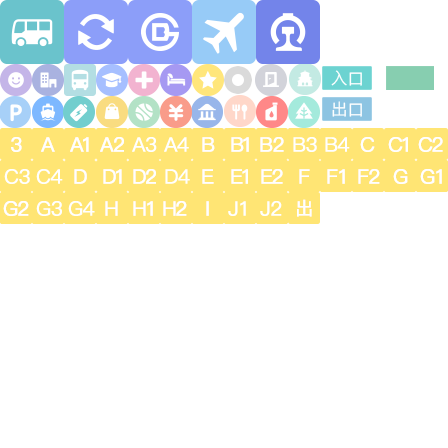 入口
P ¥ 出口
3 A A1 A2 A3 A4 B B1 B2 B3 B4 C C1 C2
C3 C4 D D1 D2 D4 E E1 E2 F F1 F2 G G1
G2 G3 G4 H H1 H2 I J1 J2 出